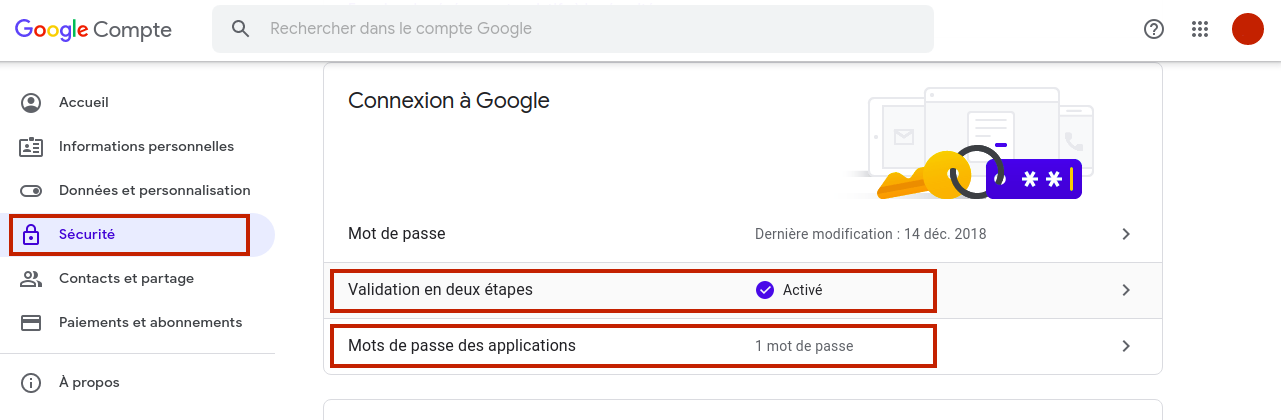 Google Compte
Rechercher dans le compte Google
Accueil
Informations personnelles
Données et personnalisation
Sécurité
Contacts et partage
Paiements et abonnements
À propos
Connexion à Google
Mot de passe Dernière modification : 14 déc. 2018
Validation en deux étapes Activé
Mots de passe des applications 1 mot de passe